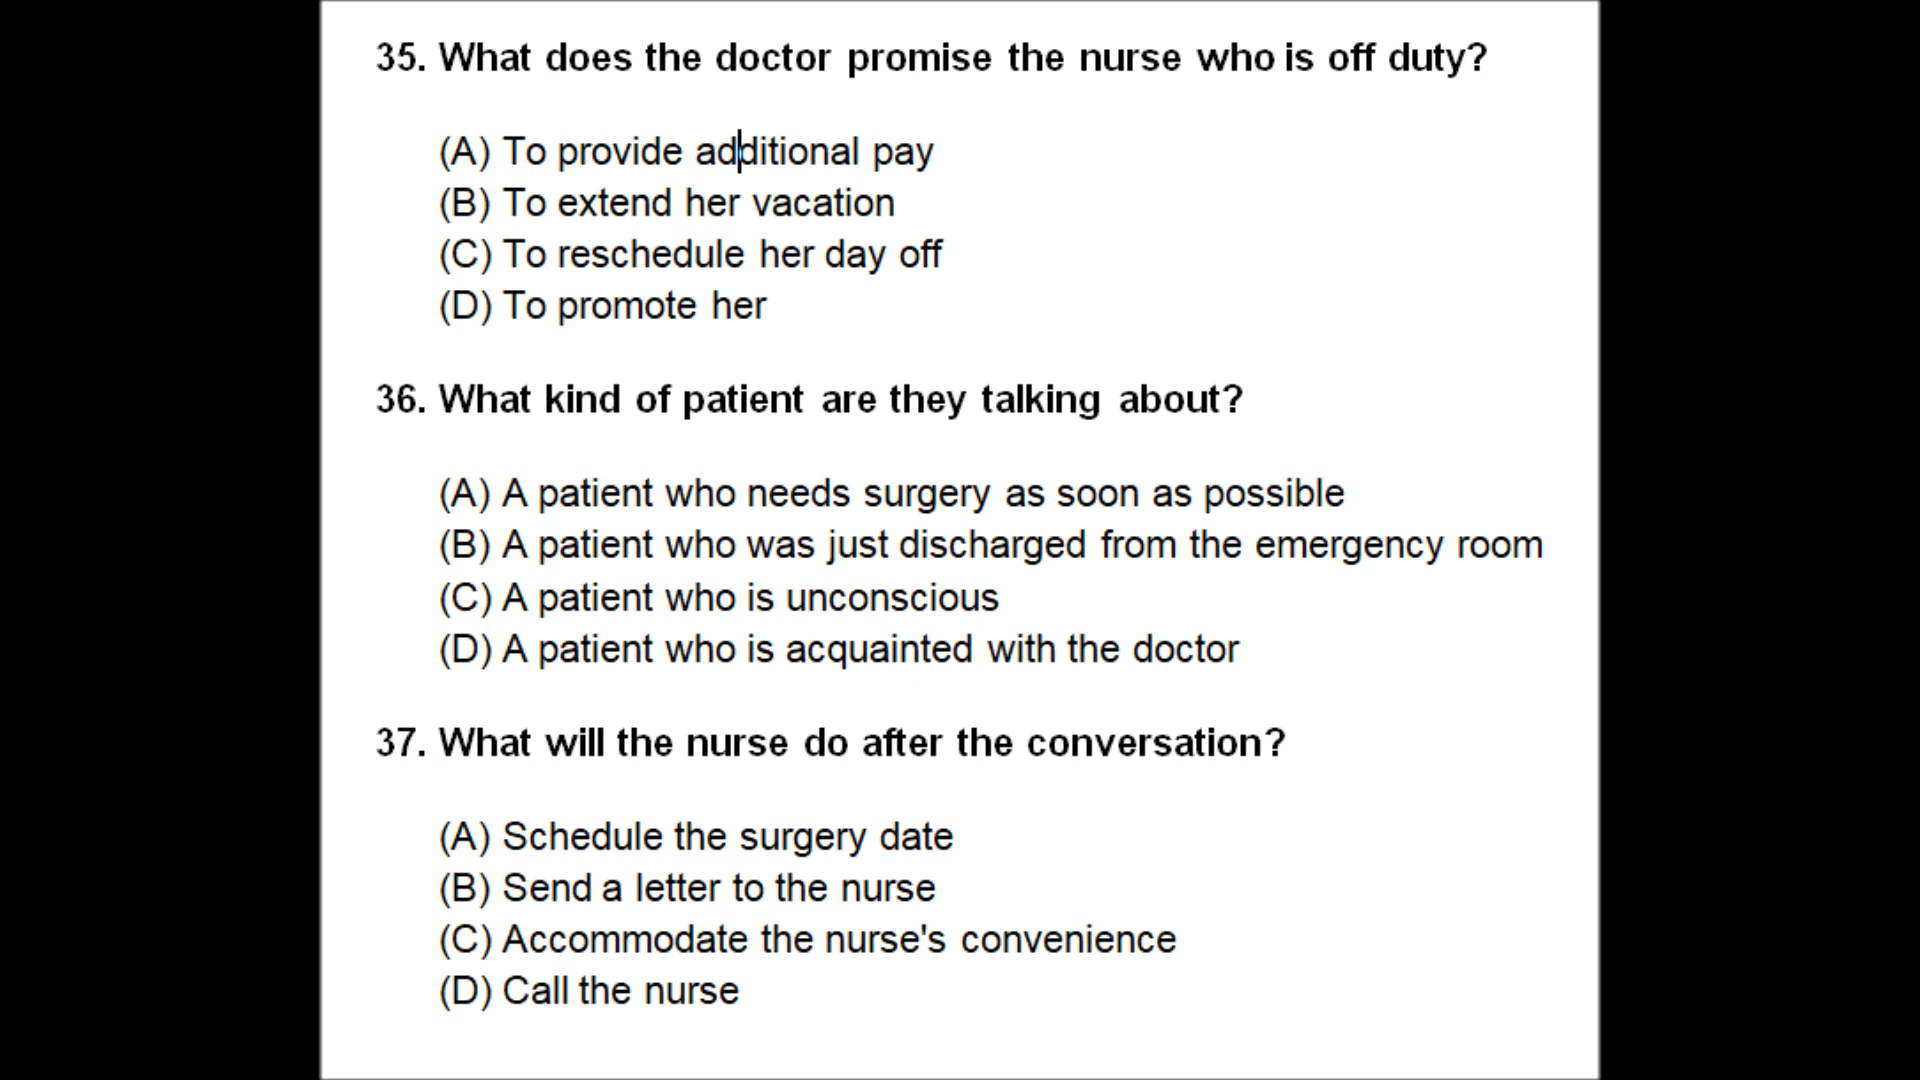 35. What does the doctor promise the nurse who is off duty?
(A) To provide additional pay
(B) To extend her vacation
(C) To reschedule her day off
(D) To promote her
36. What kind of patient are they talking about?
(A) A patient who needs surgery as soon as possible
(B) A patient who was just discharged from the emergency room
(C) A patient who is unconscious
(D) A patient who is acquainted with the doctor
37. What will the nurse do after the conversation?
(A) Schedule the surgery date
(B) Send a letter to the nurse
(C) Accommodate the nurse's convenience
(D) Call the nurse